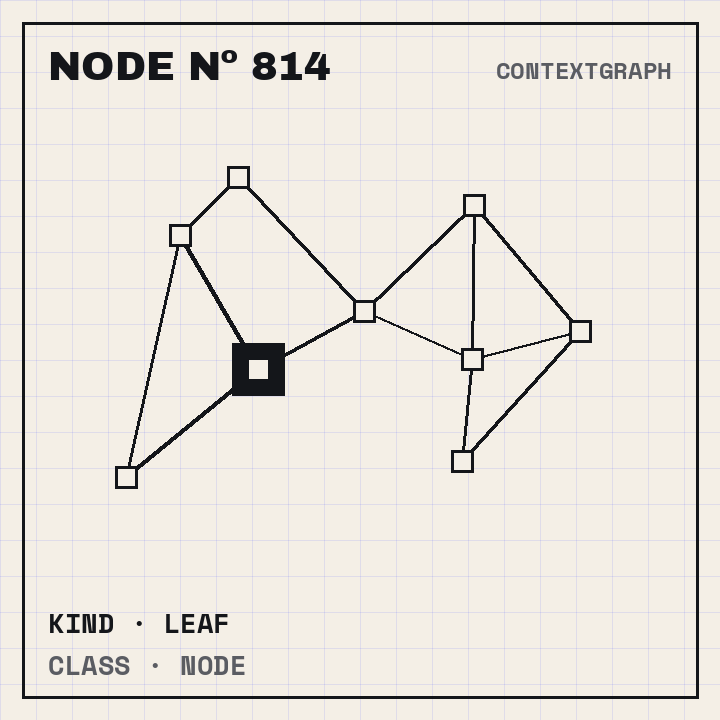 NODE Nº 814
CONTEXTGRAPH
KIND · LEAF
CLASS · NODE